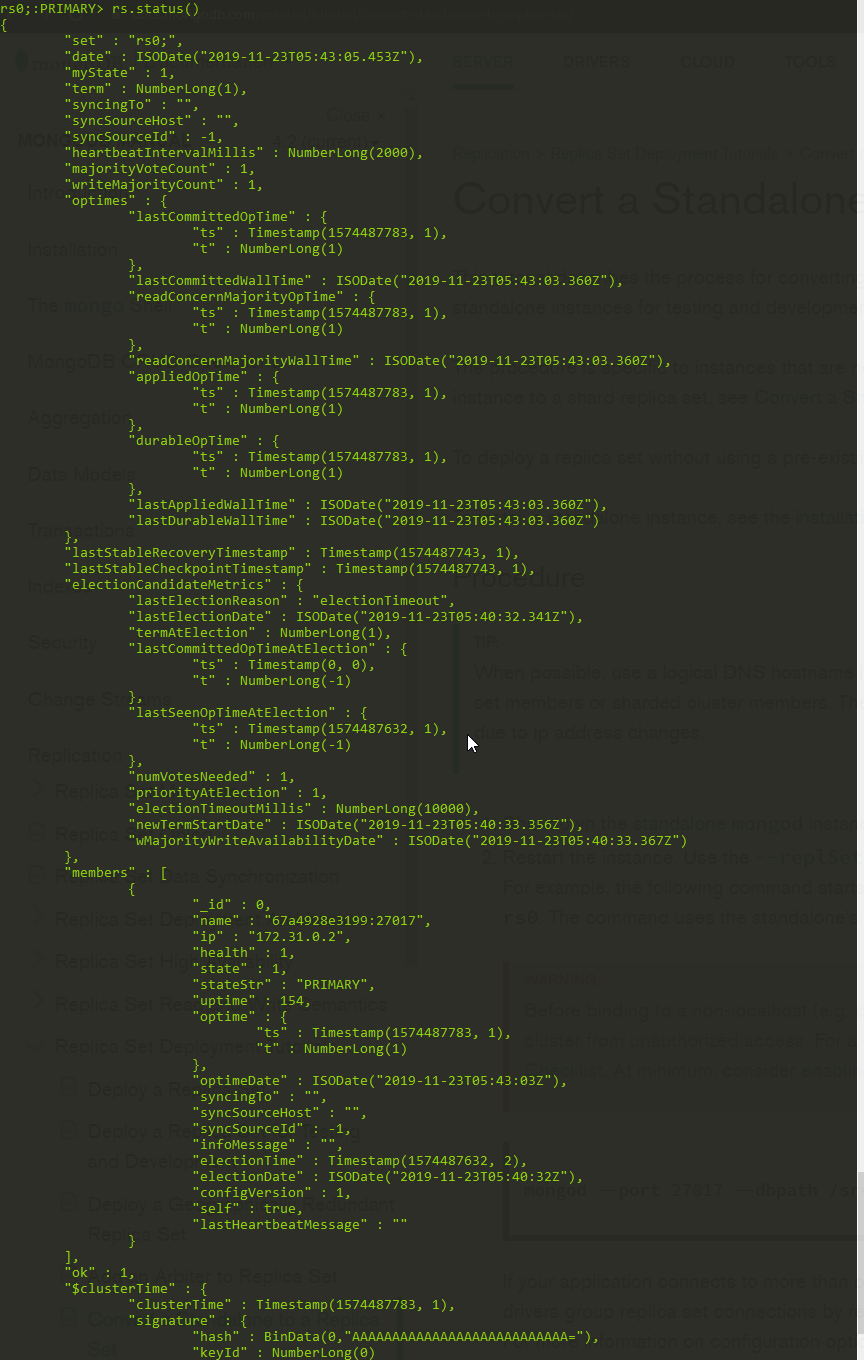 rs0;:PRIMARY> rs.status()
{
        "set" : "rs0;",
        "date" : ISODate("2019-11-23T05:43:05.453Z"),
        "myState" : 1,
        "term" : NumberLong(1),
        "syncingTo" : "",
        "syncSourceHost" : "",
        "syncSourceId" : -1,
        "heartbeatIntervalMillis" : NumberLong(2000),
        "majorityVoteCount" : 1,
        "writeMajorityCount" : 1,
        "optimes" : {
                "lastCommittedOpTime" : {
                        "ts" : Timestamp(1574487783, 1),
                        "t" : NumberLong(1)
                },
                "lastCommittedWallTime" : ISODate("2019-11-23T05:43:03.360Z"),
                "readConcernMajorityOpTime" : {
                        "ts" : Timestamp(1574487783, 1),
                        "t" : NumberLong(1)
                },
                "readConcernMajorityWallTime" : ISODate("2019-11-23T05:43:03.360Z"),
                "appliedOpTime" : {
                        "ts" : Timestamp(1574487783, 1),
                        "t" : NumberLong(1)
                },
                "durableOpTime" : {
                        "ts" : Timestamp(1574487783, 1),
                        "t" : NumberLong(1)
                },
                "lastAppliedWallTime" : ISODate("2019-11-23T05:43:03.360Z"),
                "lastDurableWallTime" : ISODate("2019-11-23T05:43:03.360Z")
        },
        "lastStableRecoveryTimestamp" : Timestamp(1574487743, 1),
        "lastStableCheckpointTimestamp" : Timestamp(1574487743, 1),
        "electionCandidateMetrics" : {
                "lastElectionReason" : "electionTimeout",
                "lastElectionDate" : ISODate("2019-11-23T05:40:32.341Z"),
                "termAtElection" : NumberLong(1),
                "lastCommittedOpTimeAtElection" : {
                        "ts" : Timestamp(0, 0),
                        "t" : NumberLong(-1)
                },
                "lastSeenOpTimeAtElection" : {
                        "ts" : Timestamp(1574487632, 1),
                        "t" : NumberLong(-1)
                },
                "numVotesNeeded" : 1,
                "priorityAtElection" : 1,
                "electionTimeoutMillis" : NumberLong(10000),
                "newTermStartDate" : ISODate("2019-11-23T05:40:33.356Z"),
                "wMajorityWriteAvailabilityDate" : ISODate("2019-11-23T05:40:33.367Z")
        },
        "members" : [
                {
                        "_id" : 0,
                        "name" : "67a4928e3199:27017",
                        "ip" : "172.31.0.2",
                        "health" : 1,
                        "state" : 1,
                        "stateStr" : "PRIMARY",
                        "uptime" : 154,
                        "optime" : {
                                "ts" : Timestamp(1574487783, 1),
                                "t" : NumberLong(1)
                        },
                        "optimeDate" : ISODate("2019-11-23T05:43:03Z"),
                        "syncingTo" : "",
                        "syncSourceHost" : "",
                        "syncSourceId" : -1,
                        "infoMessage" : "",
                        "electionTime" : Timestamp(1574487632, 2),
                        "electionDate" : ISODate("2019-11-23T05:40:32Z"),
                        "configVersion" : 1,
                        "self" : true,
                        "lastHeartbeatMessage" : ""
                }
        ],
        "ok" : 1,
        "$clusterTime" : {
                "clusterTime" : Timestamp(1574487783, 1),
                "signature" : {
                        "hash" : BinData(0,"AAAAAAAAAAAAAAAAAAAAAAAAAAA="),
                        "keyId" : NumberLong(0)